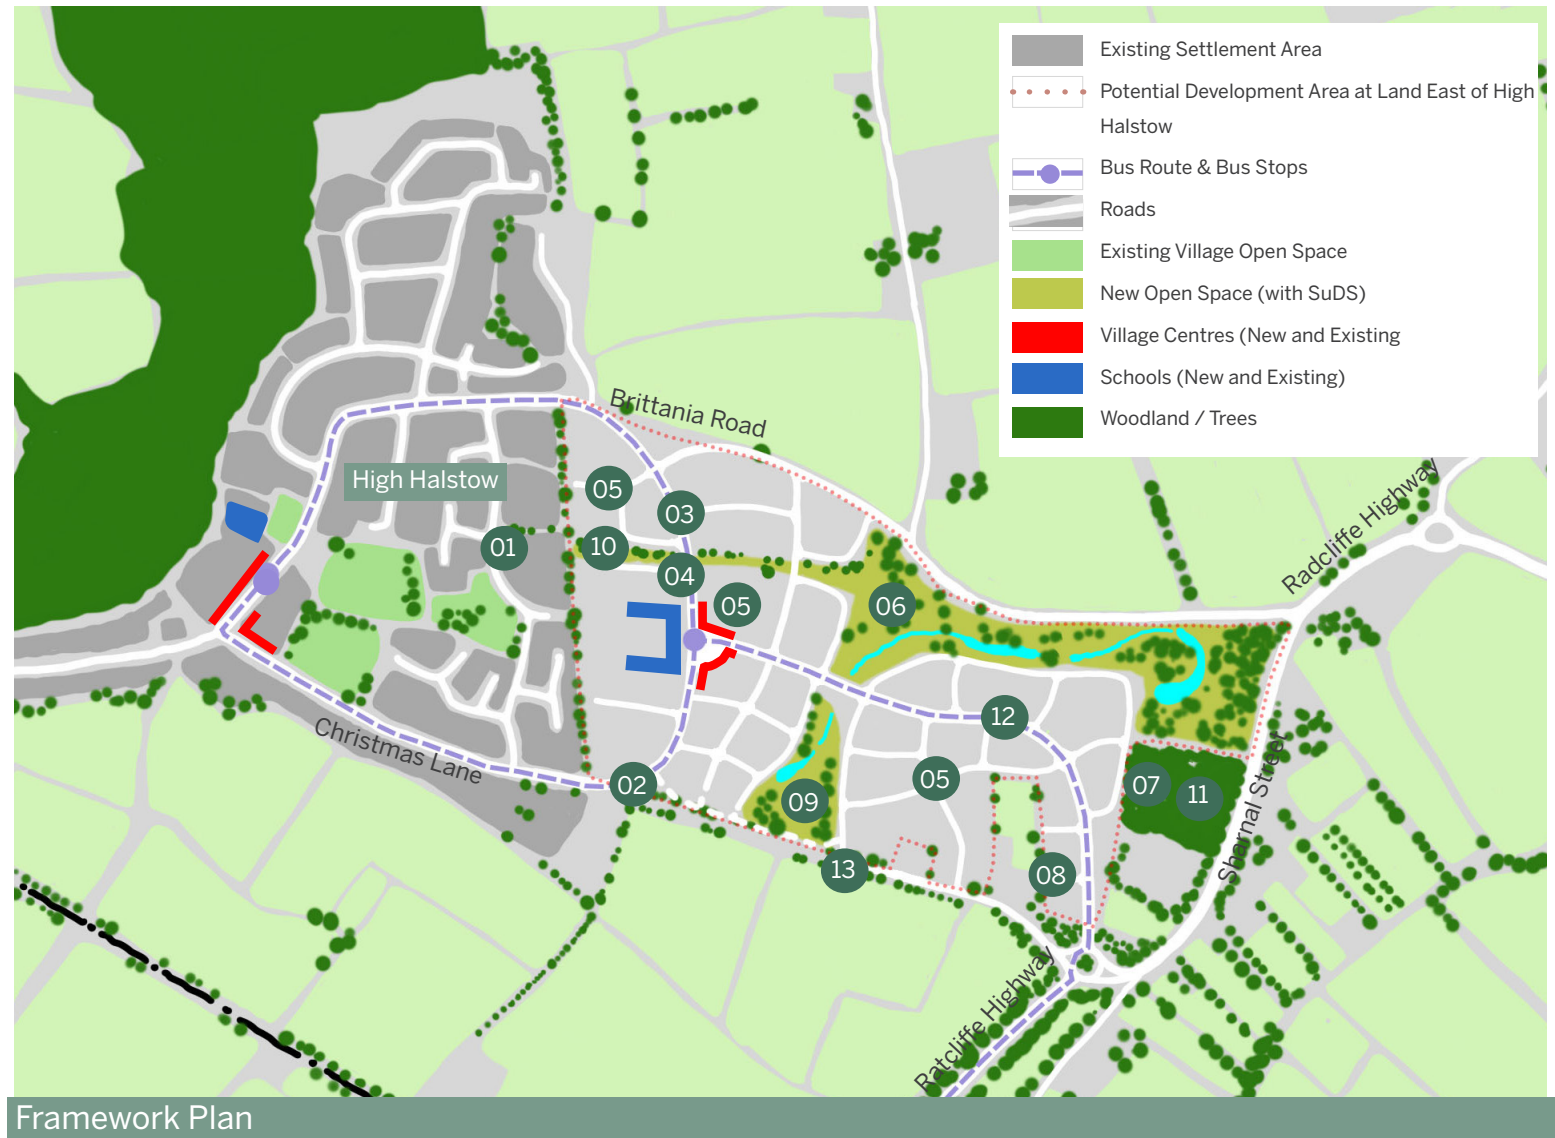 Existing Settlement Area
Potential Development Area at Land East of High
Halstow
Bus Route & Bus Stops
Roads
Existing Village Open Space
New Open Space (with SuDS)
Village Centres (New and Existing
Schools (New and Existing)
Woodland / Trees
Brittania Road
Radcliffe Highway
High Halstow
05
03
01
10
04
05
06
12
Christmas Lane
02
09
05
07
11
Sharnal Street
13
08
Ratcliffe Highway
Framework Plan